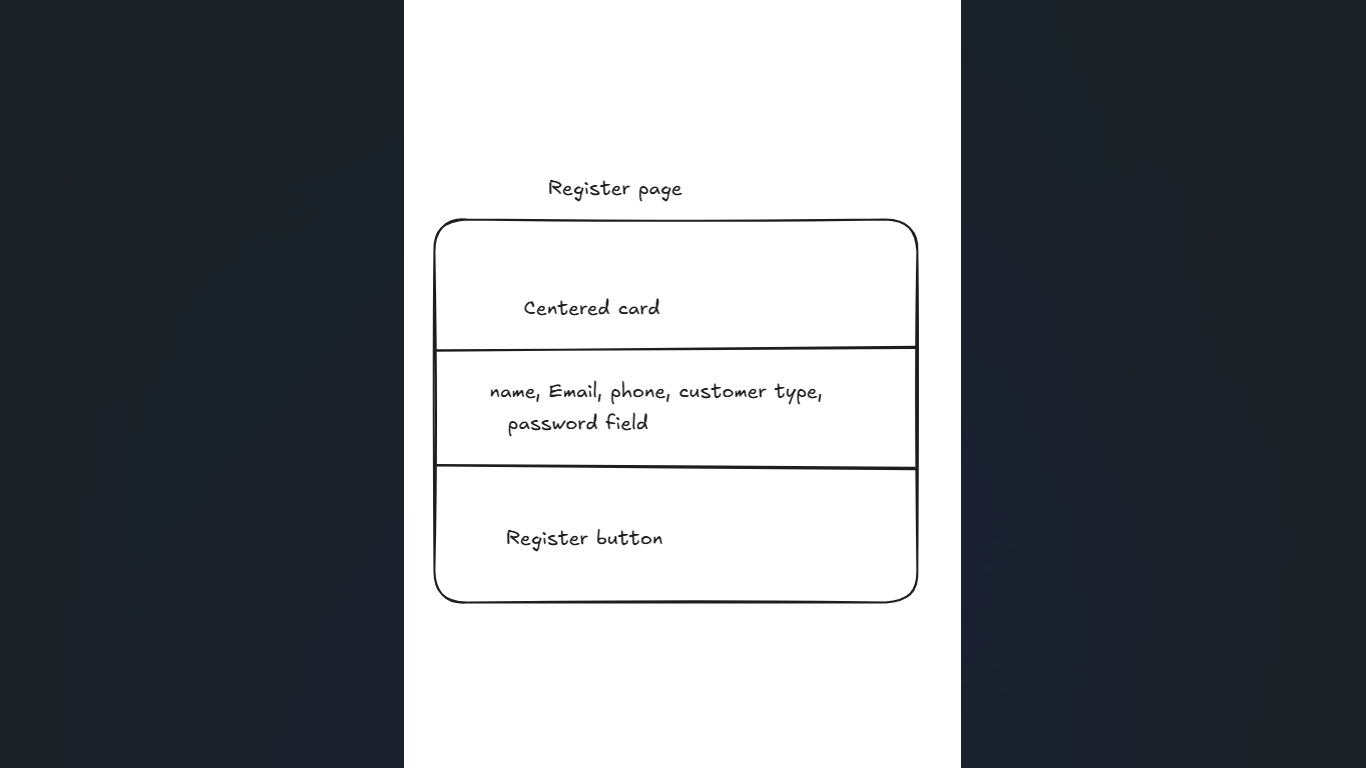 Register page
Centered card
name, Email, phone, customer type,
password field
Register button